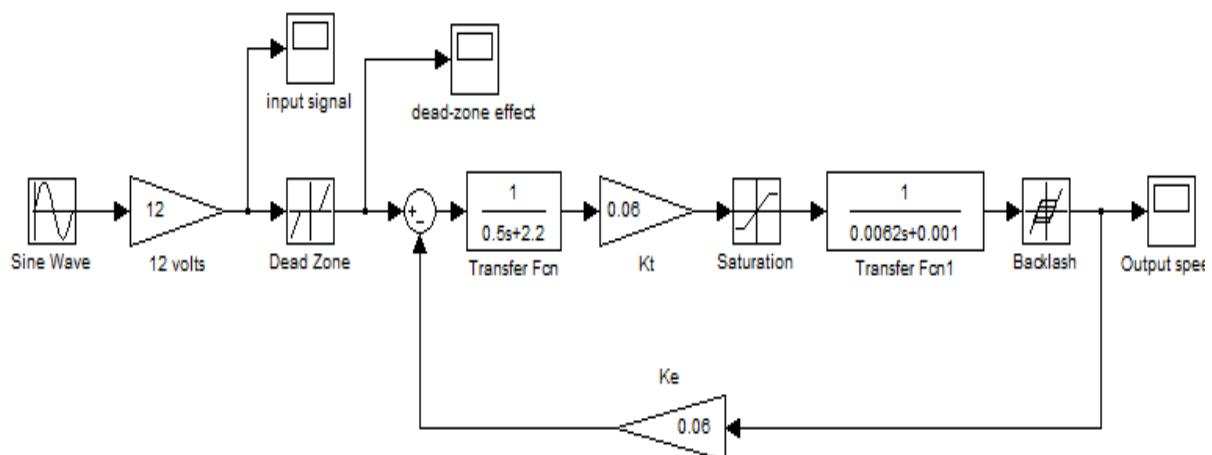 input signal
dead-zone effect
+
−
12
1
0.5s+2.2
0.06
1
0.0062s+0.001
Sine Wave
12 volts
Dead Zone
Transfer Fcn
Kt
Saturation
Transfer Fcn1
Backlash
Output spee
Ke
0.06